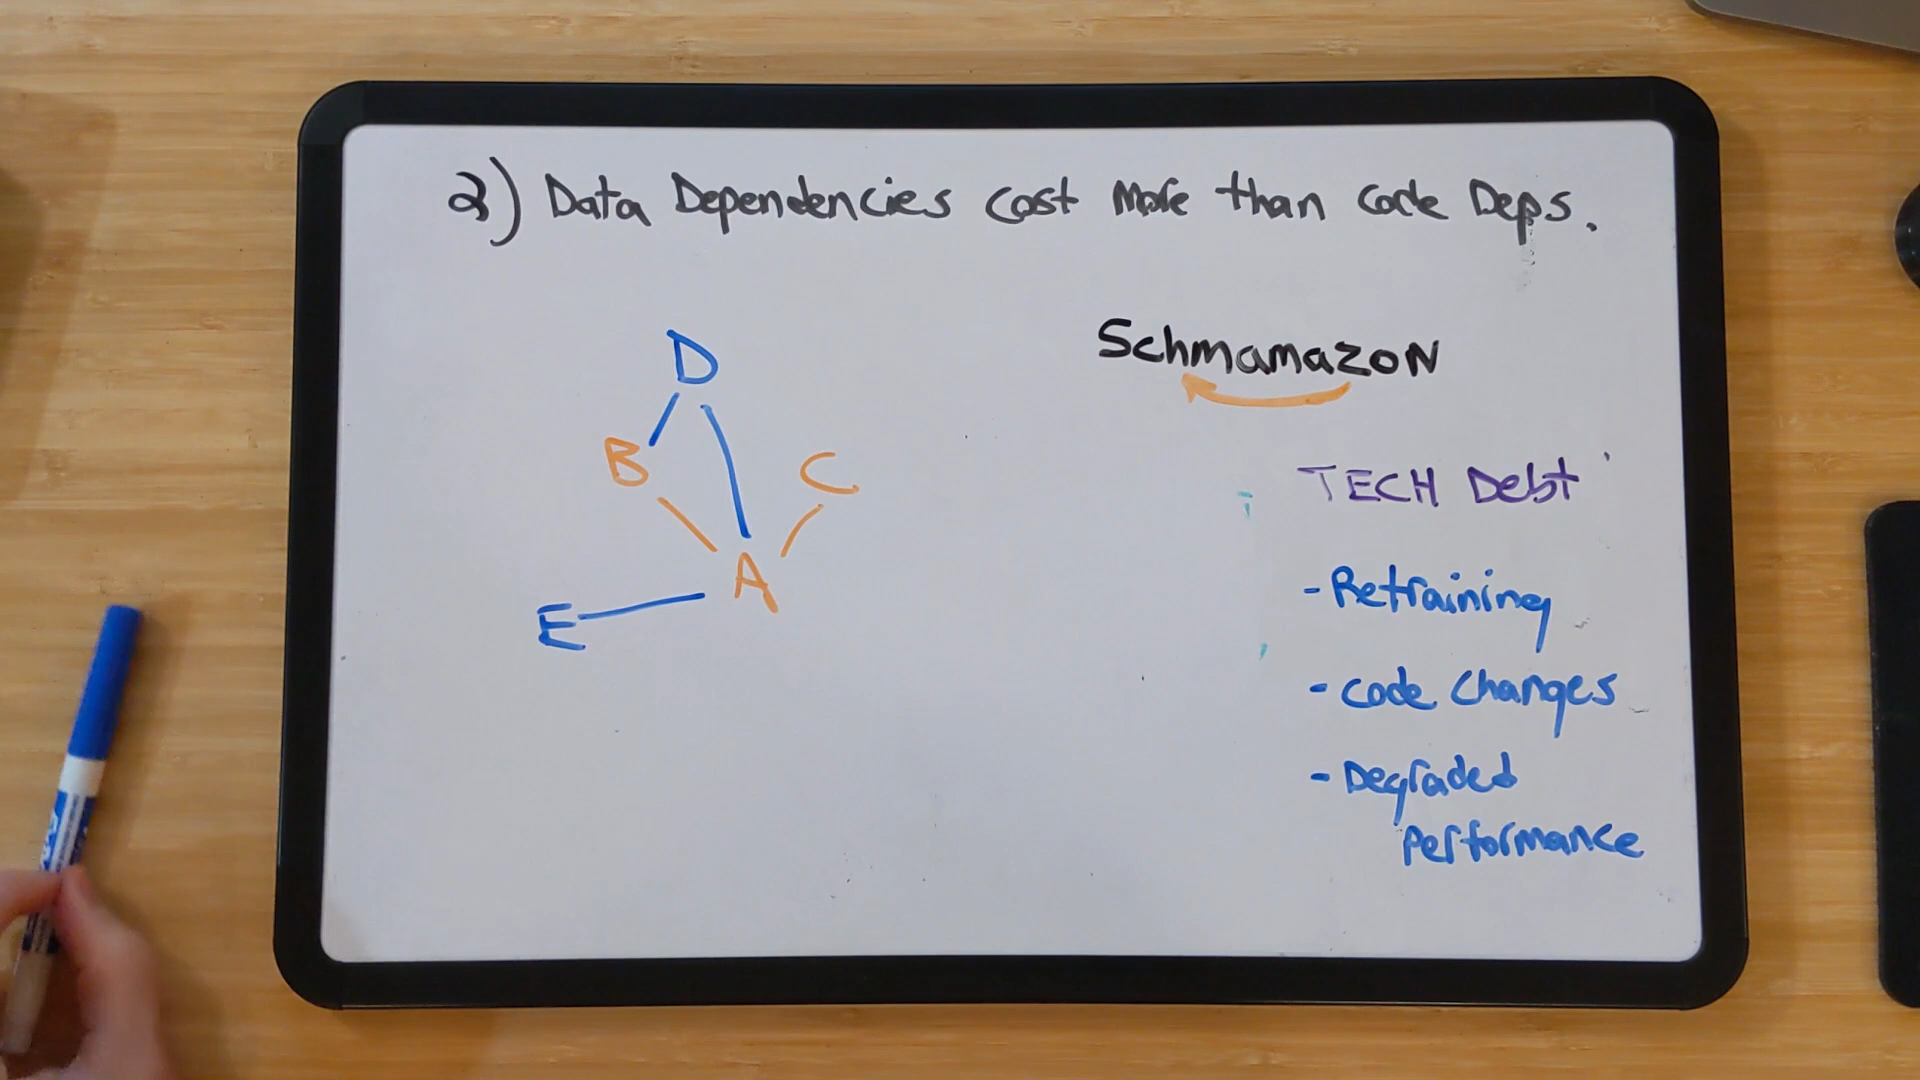 2) Data Dependencies cost more than code Deps.
Schmamazon
D
B
C
A
E
TECH Debt
- Retraining
- code changes
- Degraded
Performance